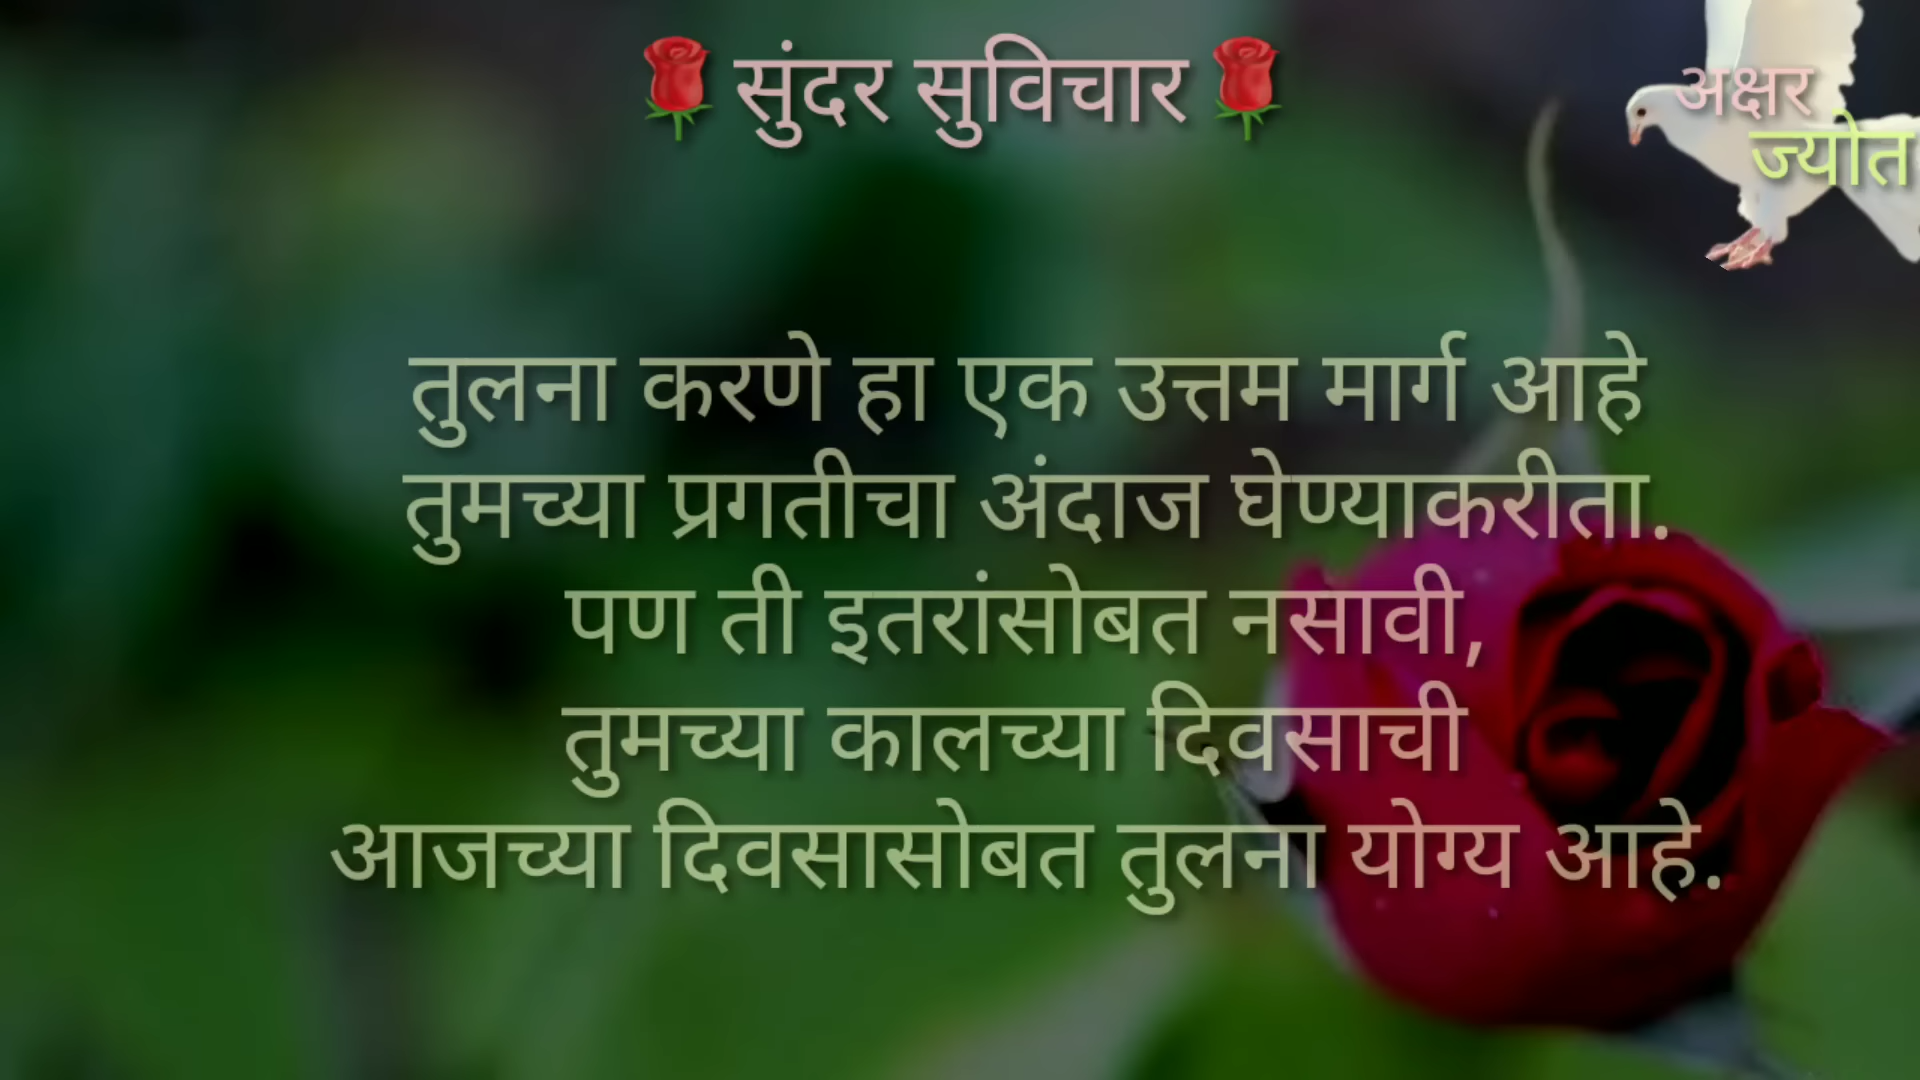 🌹सुंदर सुविचार🌹
अक्षर
ज्योत
तुलना करणे हा एक उत्तम मार्ग आहे
तुमच्या प्रगतीचा अंदाज घेण्याकरीता.
पण ती इतरांसोबत नसावी,
तुमच्या कालच्या दिवसाची
आजच्या दिवसासोबत तुलना योग्य आहे.